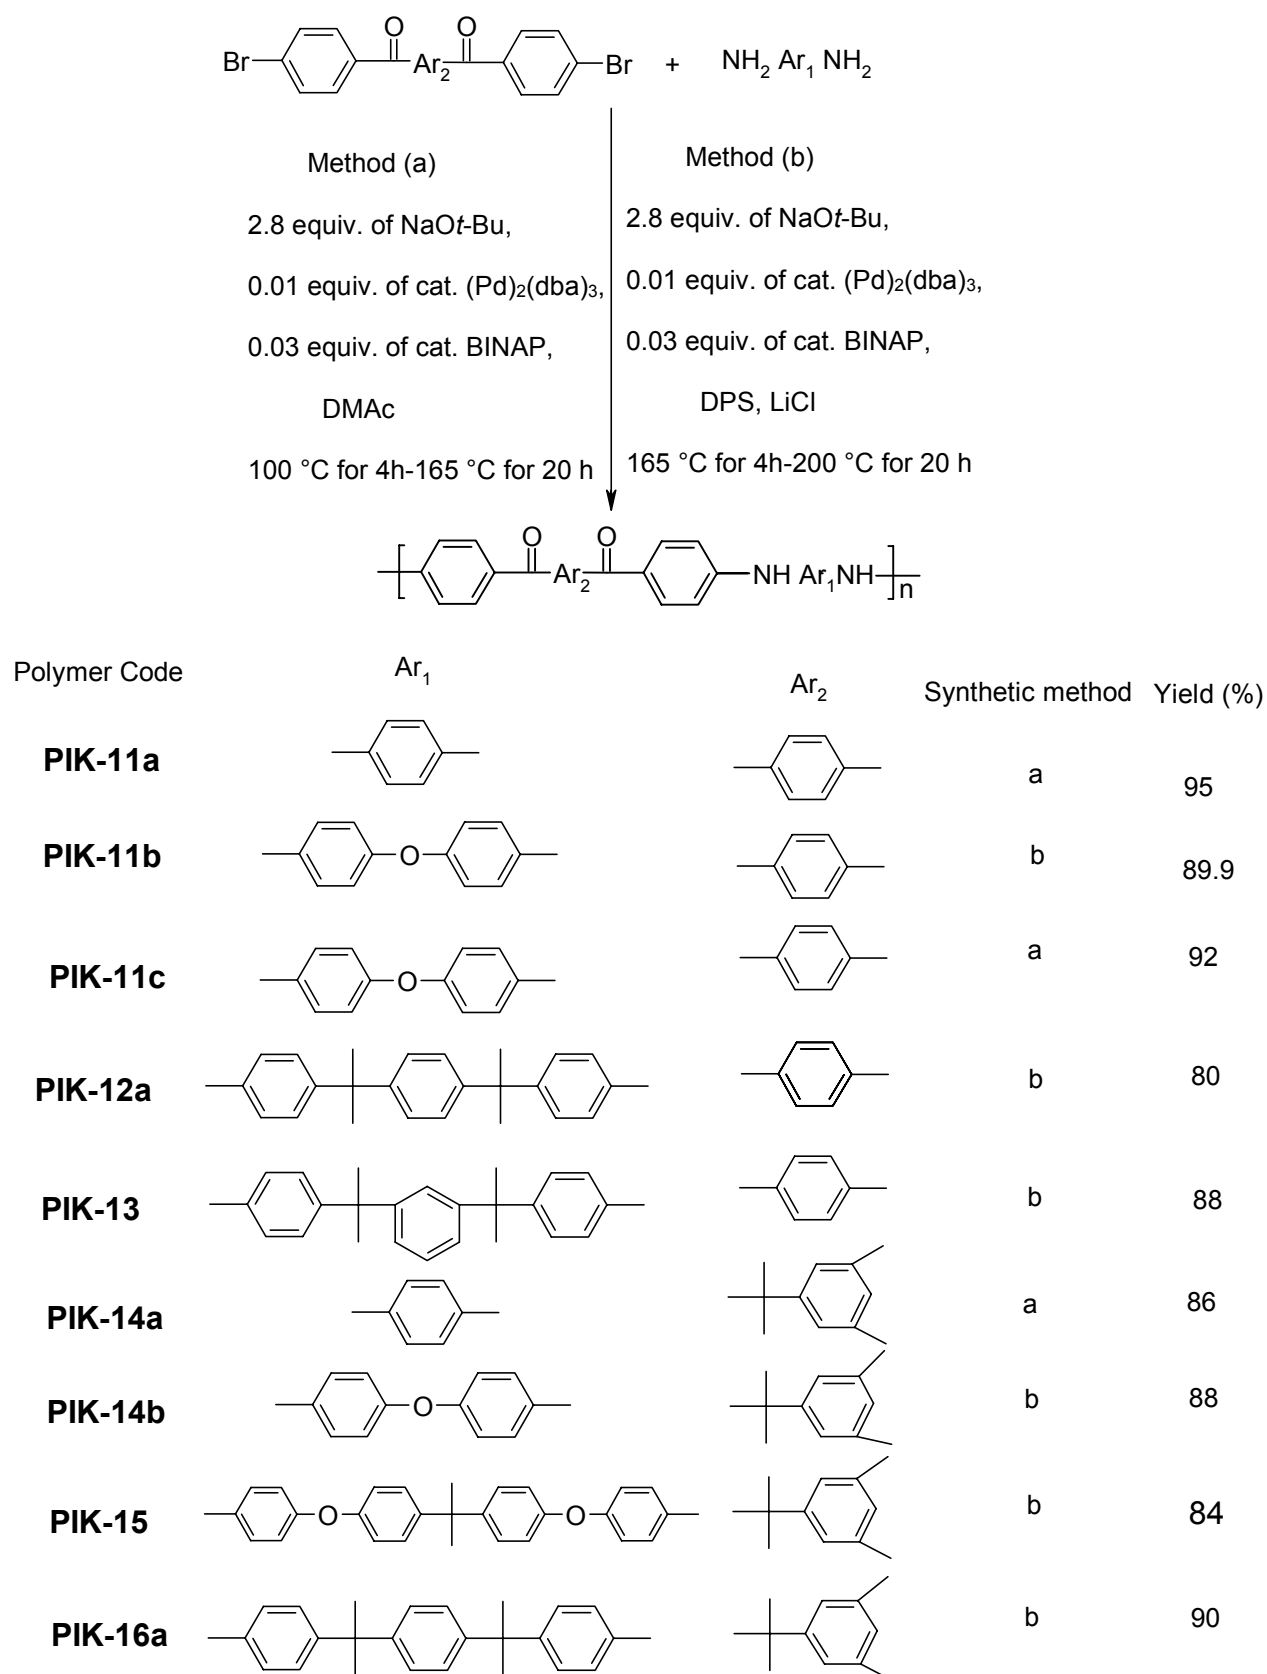 O O
Br Ar2 Br + NH2 Ar1 NH2
Method (a)
2.8 equiv. of NaOt-Bu,
0.01 equiv. of cat. (Pd)2(dba)3,
0.03 equiv. of cat. BINAP,
DMAc
100 °C for 4h-165 °C for 20 h
Method (b)
2.8 equiv. of NaOt-Bu,
0.01 equiv. of cat. (Pd)2(dba)3,
0.03 equiv. of cat. BINAP,
DPS, LiCl
165 °C for 4h-200 °C for 20 h
O O
Ar2 NH Ar1NH n
Polymer Code Ar1 Ar2 Synthetic method Yield (%)
PIK-11a a 95
PIK-11b O b 89.9
PIK-11c O a 92
PIK-12a b 80
PIK-13 b 88
PIK-14a a 86
PIK-14b O b 88
PIK-15 O O b 84
PIK-16a b 90